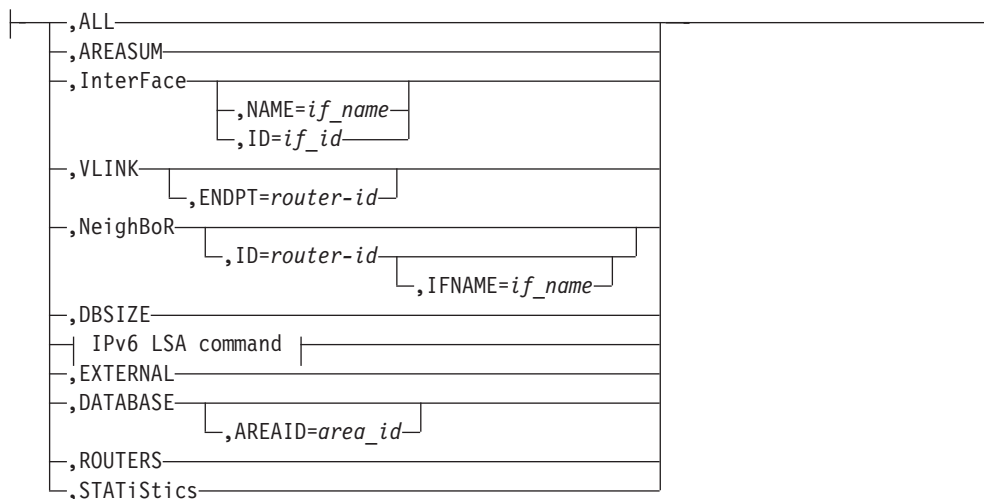 ,ALL
,AREASUM
,InterFace
,NAME=if_name
,ID=if_id
,VLINK
,ENDPT=router-id
,NeighBoR
,ID=router-id
,IFNAME=if_name
,DBSIZE
IPv6 LSA command
,EXTERNAL
,DATABASE
,AREAID=area_id
,ROUTERS
,STATiStics